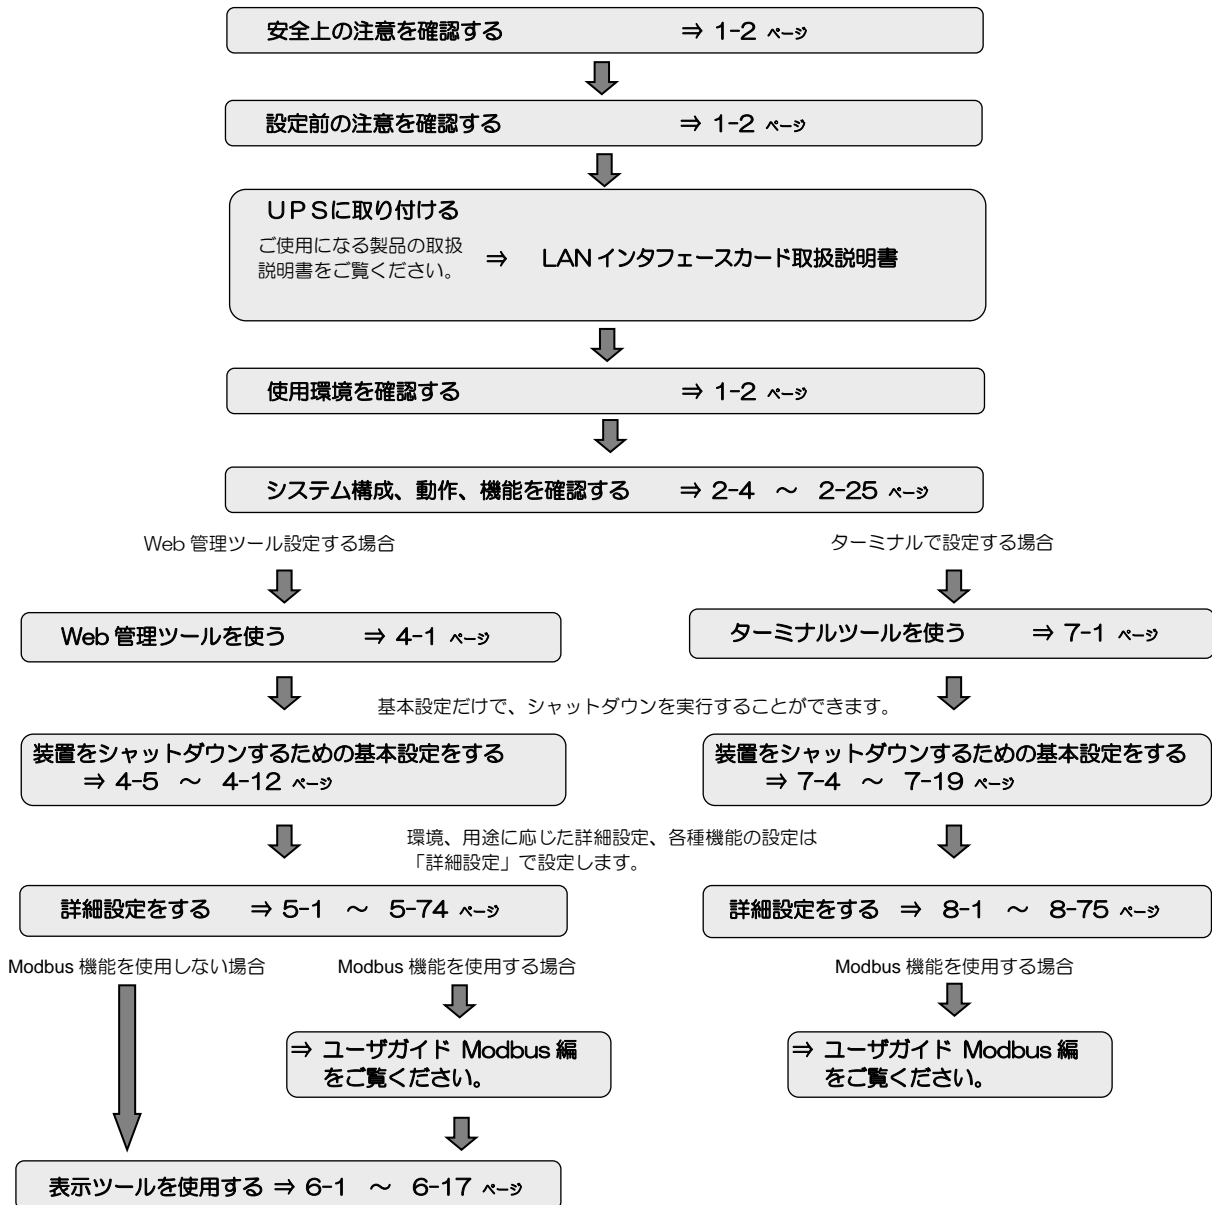 安全上の注意を確認する ⇒ 1-2 ページ
設定前の注意を確認する ⇒ 1-2 ページ
UPSに取り付ける
ご使用になる製品の取扱
説明書をご覧ください。
⇒ LAN インタフェースカード取扱説明書
使用環境を確認する ⇒ 1-2 ページ
システム構成、動作、機能を確認する ⇒ 2-4 ～ 2-25 ページ
Web 管理ツール設定する場合
ターミナルで設定する場合
Web 管理ツールを使う ⇒ 4-1 ページ
ターミナルツールを使う ⇒ 7-1 ページ
基本設定だけで、シャットダウンを実行することができます。
装置をシャットダウンするための基本設定をする
⇒ 4-5 ～ 4-12 ページ
装置をシャットダウンするための基本設定をする
⇒ 7-4 ～ 7-19 ページ
環境、用途に応じた詳細設定、各種機能の設定は
「詳細設定」で設定します。
詳細設定をする ⇒ 5-1 ～ 5-74 ページ
詳細設定をする ⇒ 8-1 ～ 8-75 ページ
Modbus 機能を使用しない場合
Modbus 機能を使用する場合
Modbus 機能を使用する場合
⇒ ユーザガイド Modbus 編
をご覧ください。
⇒ ユーザガイド Modbus 編
をご覧ください。
表示ツールを使用する ⇒ 6-1 ～ 6-17 ページ